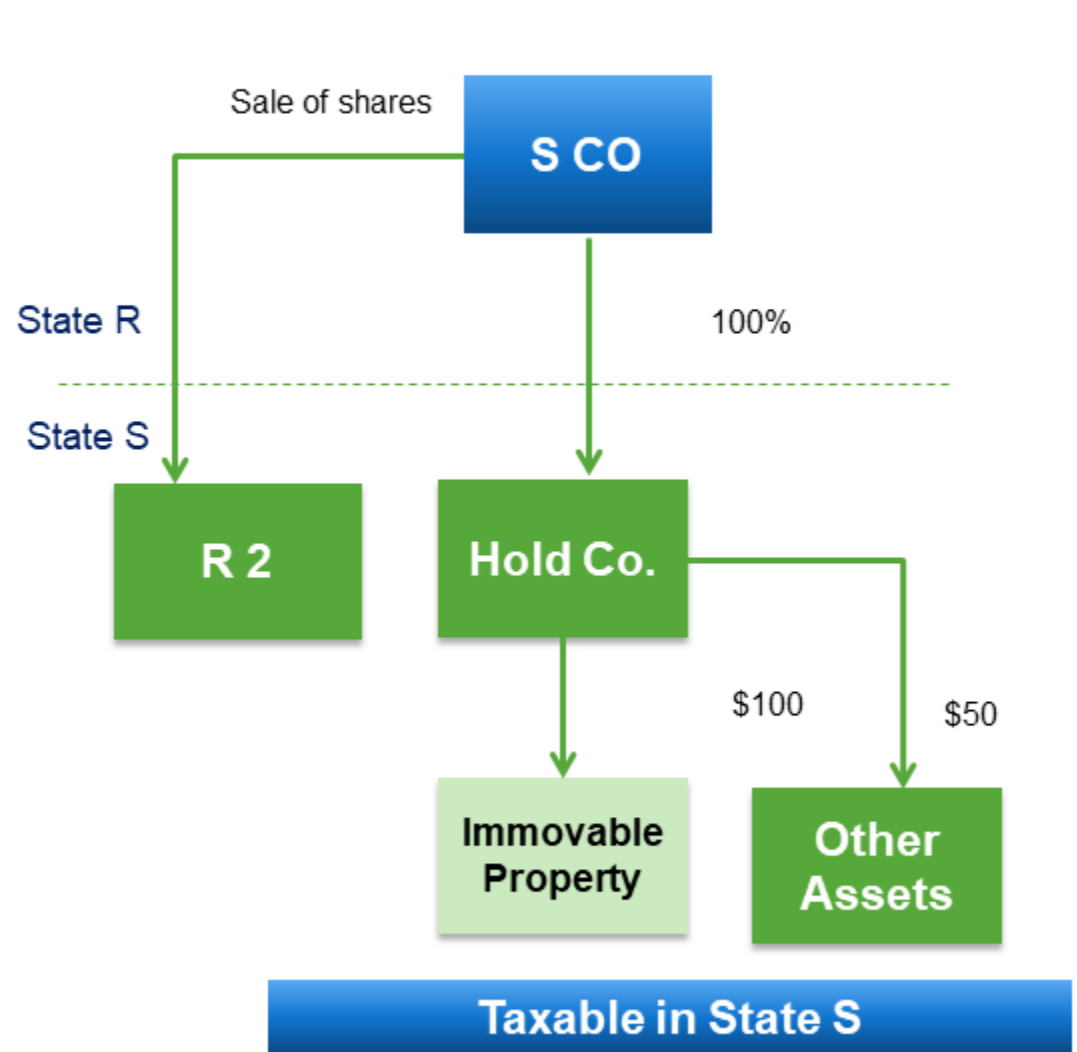 Sale of shares
S CO
State R
100%
State S
R 2
Hold Co.
$100
$50
Immovable
Property
Other
Assets
Taxable in State S